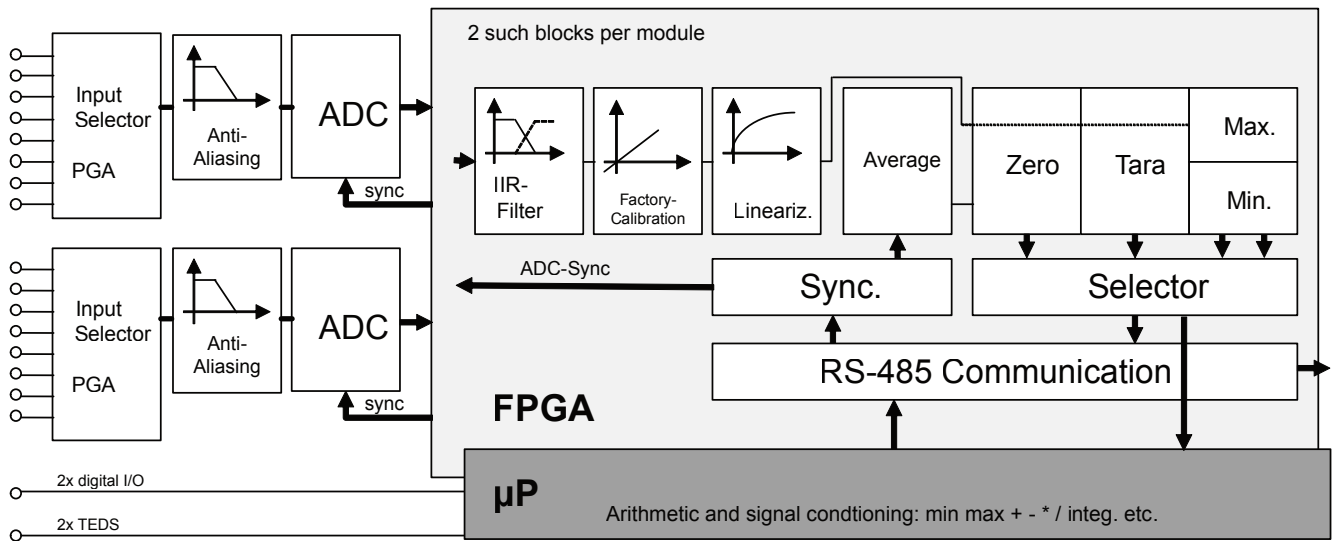 2 such blocks per module
Input
Selector
PGA
Anti-
Aliasing
ADC
sync
IIR-
Filter
Factory-
Calibration
Lineariz.
Average
Zero
Tara
Max.
Min.
Input
Selector
PGA
Anti-
Aliasing
ADC
sync
ADC-Sync
Sync.
Selector
RS-485 Communication
FPGA
2x digital I/O
2x TEDS
µP
Arithmetic and signal condtioning: min max + - * / integ. etc.